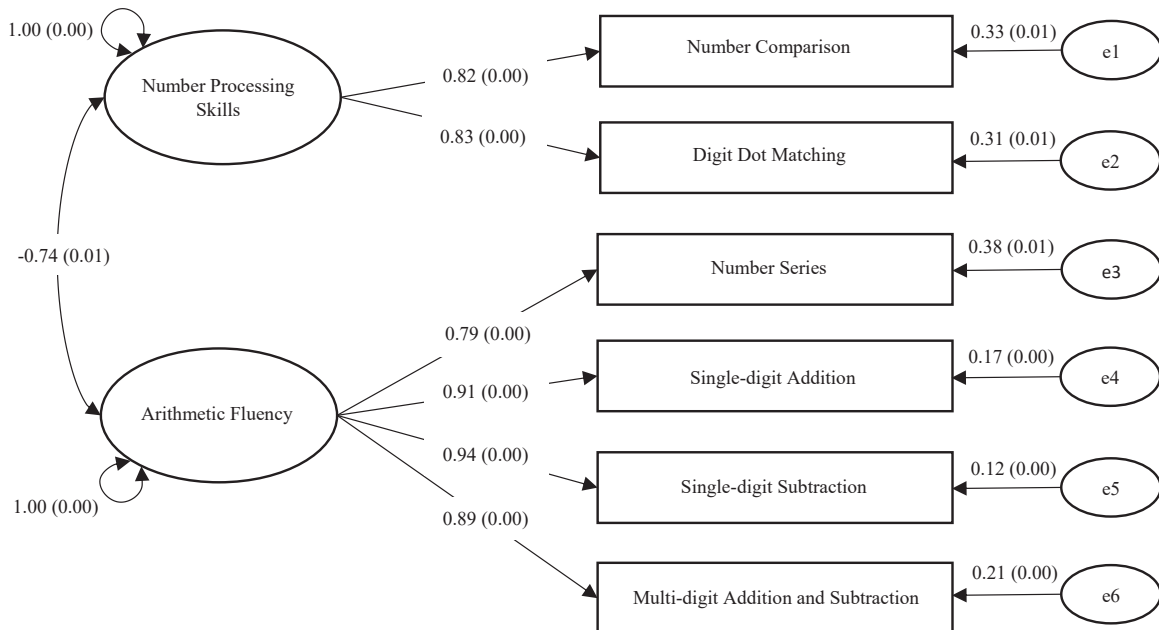 1.00 (0.00)
Number Processing
Skills
0.82 (0.00)
0.83 (0.00)
Number Comparison
0.33 (0.01)
e1
Digit Dot Matching
0.31 (0.01)
e2
-0.74 (0.01)
Number Series
0.38 (0.01)
e3
0.79 (0.00)
Arithmetic Fluency
0.91 (0.00)
Single-digit Addition
0.17 (0.00)
e4
0.94 (0.00)
Single-digit Subtraction
0.12 (0.00)
e5
1.00 (0.00)
0.89 (0.00)
Multi-digit Addition and Subtraction
0.21 (0.00)
e6